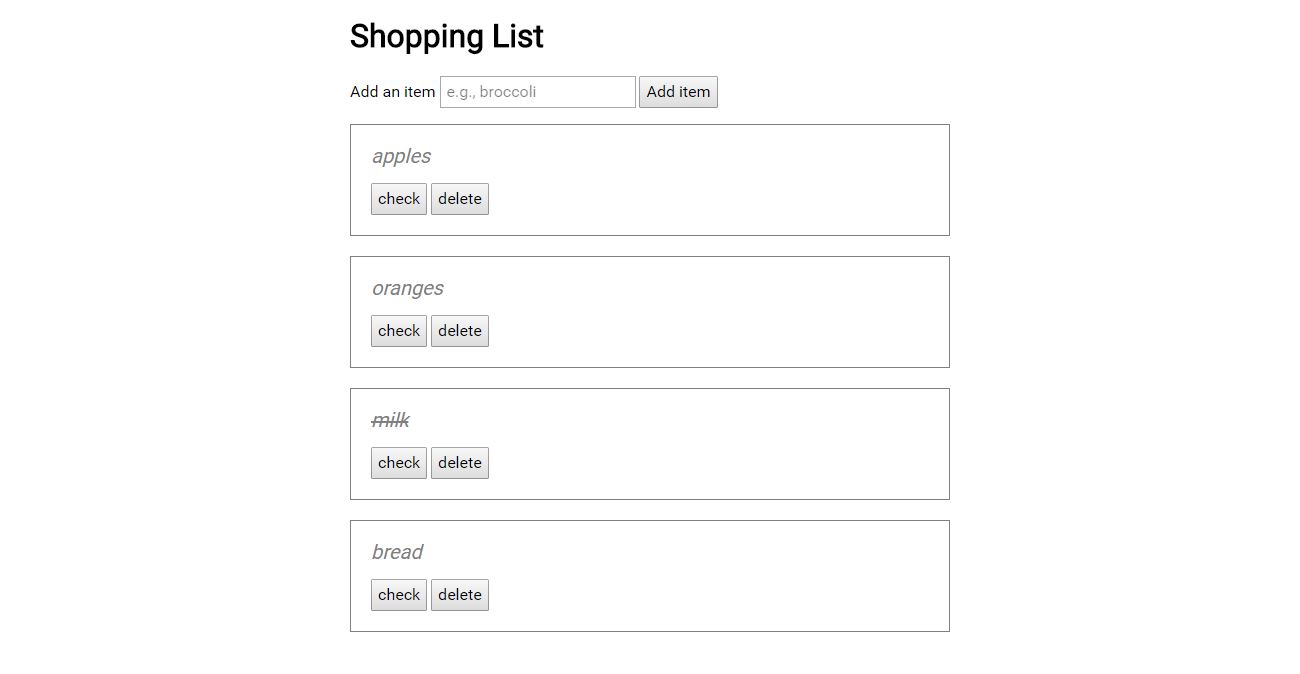 Shopping List
Add an item e.g., broccoli Add item
apples
check delete
oranges
check delete
milk
check delete
bread
check delete